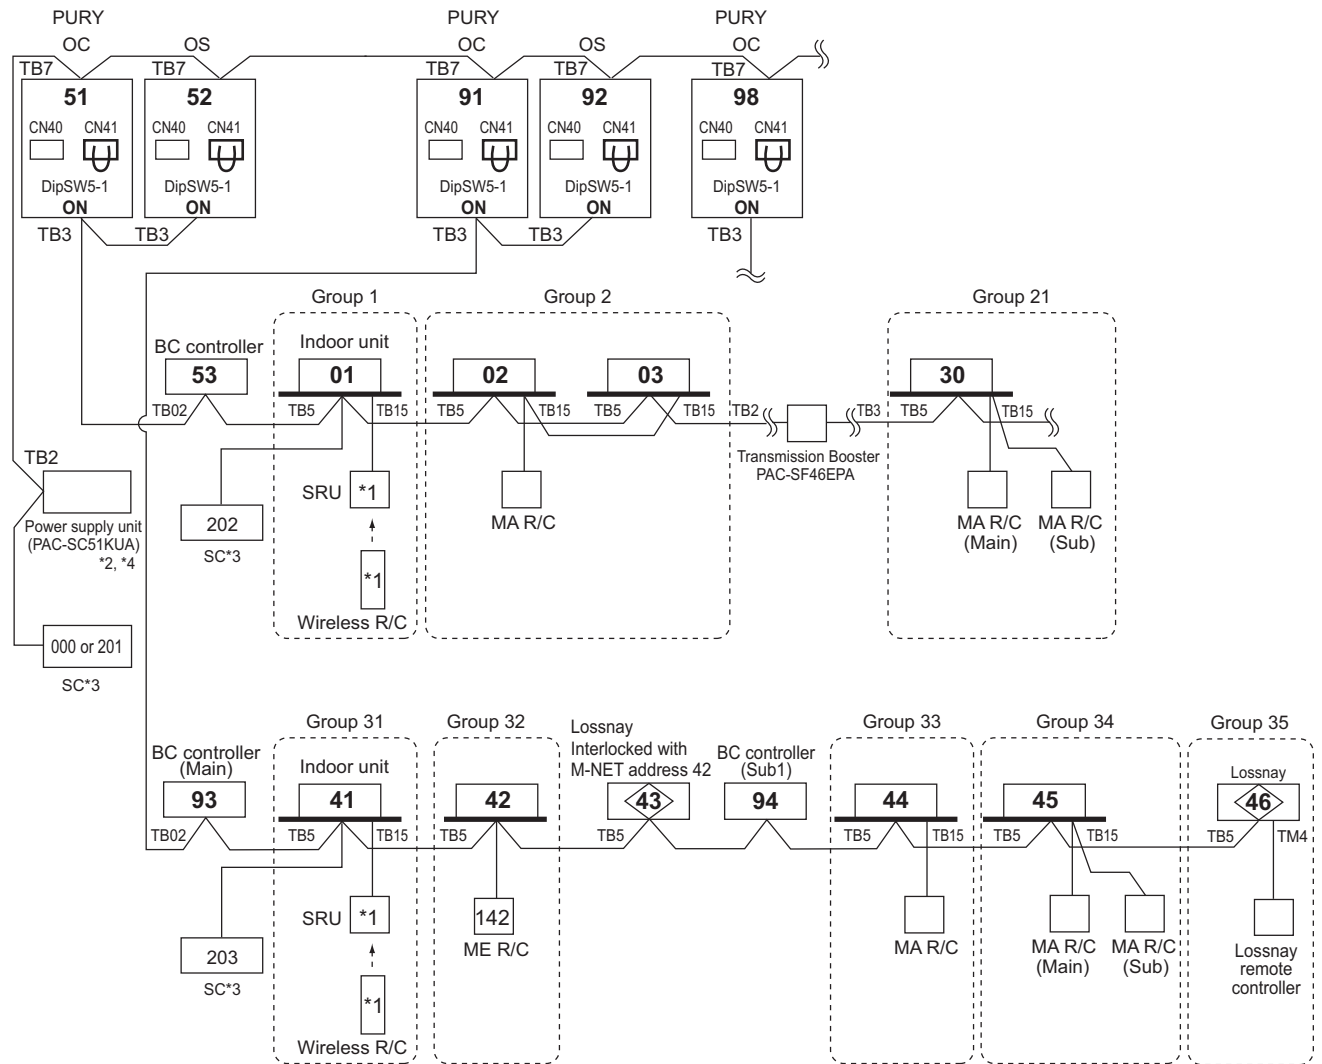 PURY PURY PURY
OC OS OC OS OC
TB7 TB7 TB7 TB7 TB7
51 52 91 92 98
CN40 CN41 CN40 CN41 CN40 CN41 CN40 CN41 CN40 CN41
DipSW5-1 DipSW5-1 DipSW5-1 DipSW5-1 DipSW5-1
ON ON ON ON ON
TB3 TB3 TB3 TB3 TB3
Group 1 Group 2 Group 21
BC controller Indoor unit
53 01 02 03 30
TB02 TB5 TB15 TB5 TB15 TB5 TB15 TB2 TB3 TB5 TB15
Transmission Booster
PAC-SF46EPA
TB2
Power supply unit
(PAC-SC51KUA)
*2, *4
202
SC*3
SRU *1
*1
Wireless R/C
MA R/C
MA R/C
(Main)
MA R/C
(Sub)
000 or 201
SC*3
Group 31 Group 32 Group 33 Group 34 Group 35
Lossnay
Interlocked with
M-NET address 42
BC controller
(Main)
Indoor unit
BC controller
(Sub1)
Lossnay
93 41 42 43 94 44 45 46
TB02 TB5 TB15 TB5 TB5 TB5 TB15 TB5 TB15 TB5 TM4
203
SC*3
SRU *1
*1
Wireless R/C
142
ME R/C
MA R/C
MA R/C
(Main)
MA R/C
(Sub)
Lossnay
remote
controller